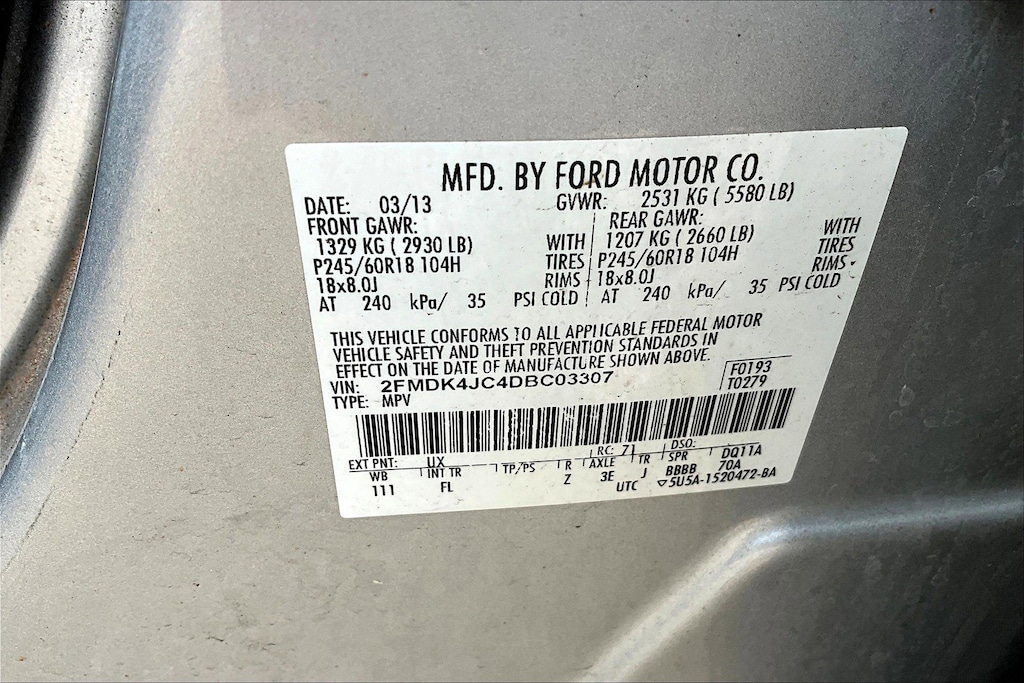 MFD. BY FORD MOTOR CO.
DATE: 03/13 GVWR: 2531 KG ( 5580 LB)
FRONT GAWR: REAR GAWR:
1329 KG ( 2930 LB) WITH 1207 KG ( 2660 LB) WITH
P245/60R18 104H TIRES P245/60R18 104H TIRES
18x8.0J RIMS 18x8.0J RIMS
AT 240 kPa/ 35 PSI COLD AT 240 kPa/ 35 PSI COLD
THIS VEHICLE CONFORMS TO ALL APPLICABLE FEDERAL MOTOR
VEHICLE SAFETY AND THEFT PREVENTION STANDARDS IN
EFFECT ON THE DATE OF MANUFACTURE SHOWN ABOVE.
VIN: 2FMDK4JC4DBC03307 F0193
TYPE: MPV T0279
EXT PNT: UX RC: 71 DSO:
WB INT TR TP/PS R AXLE TR SPR DQ11A
111 FL Z 3E J BBBB 70A
UTC ▽5U5A-1520472-BA